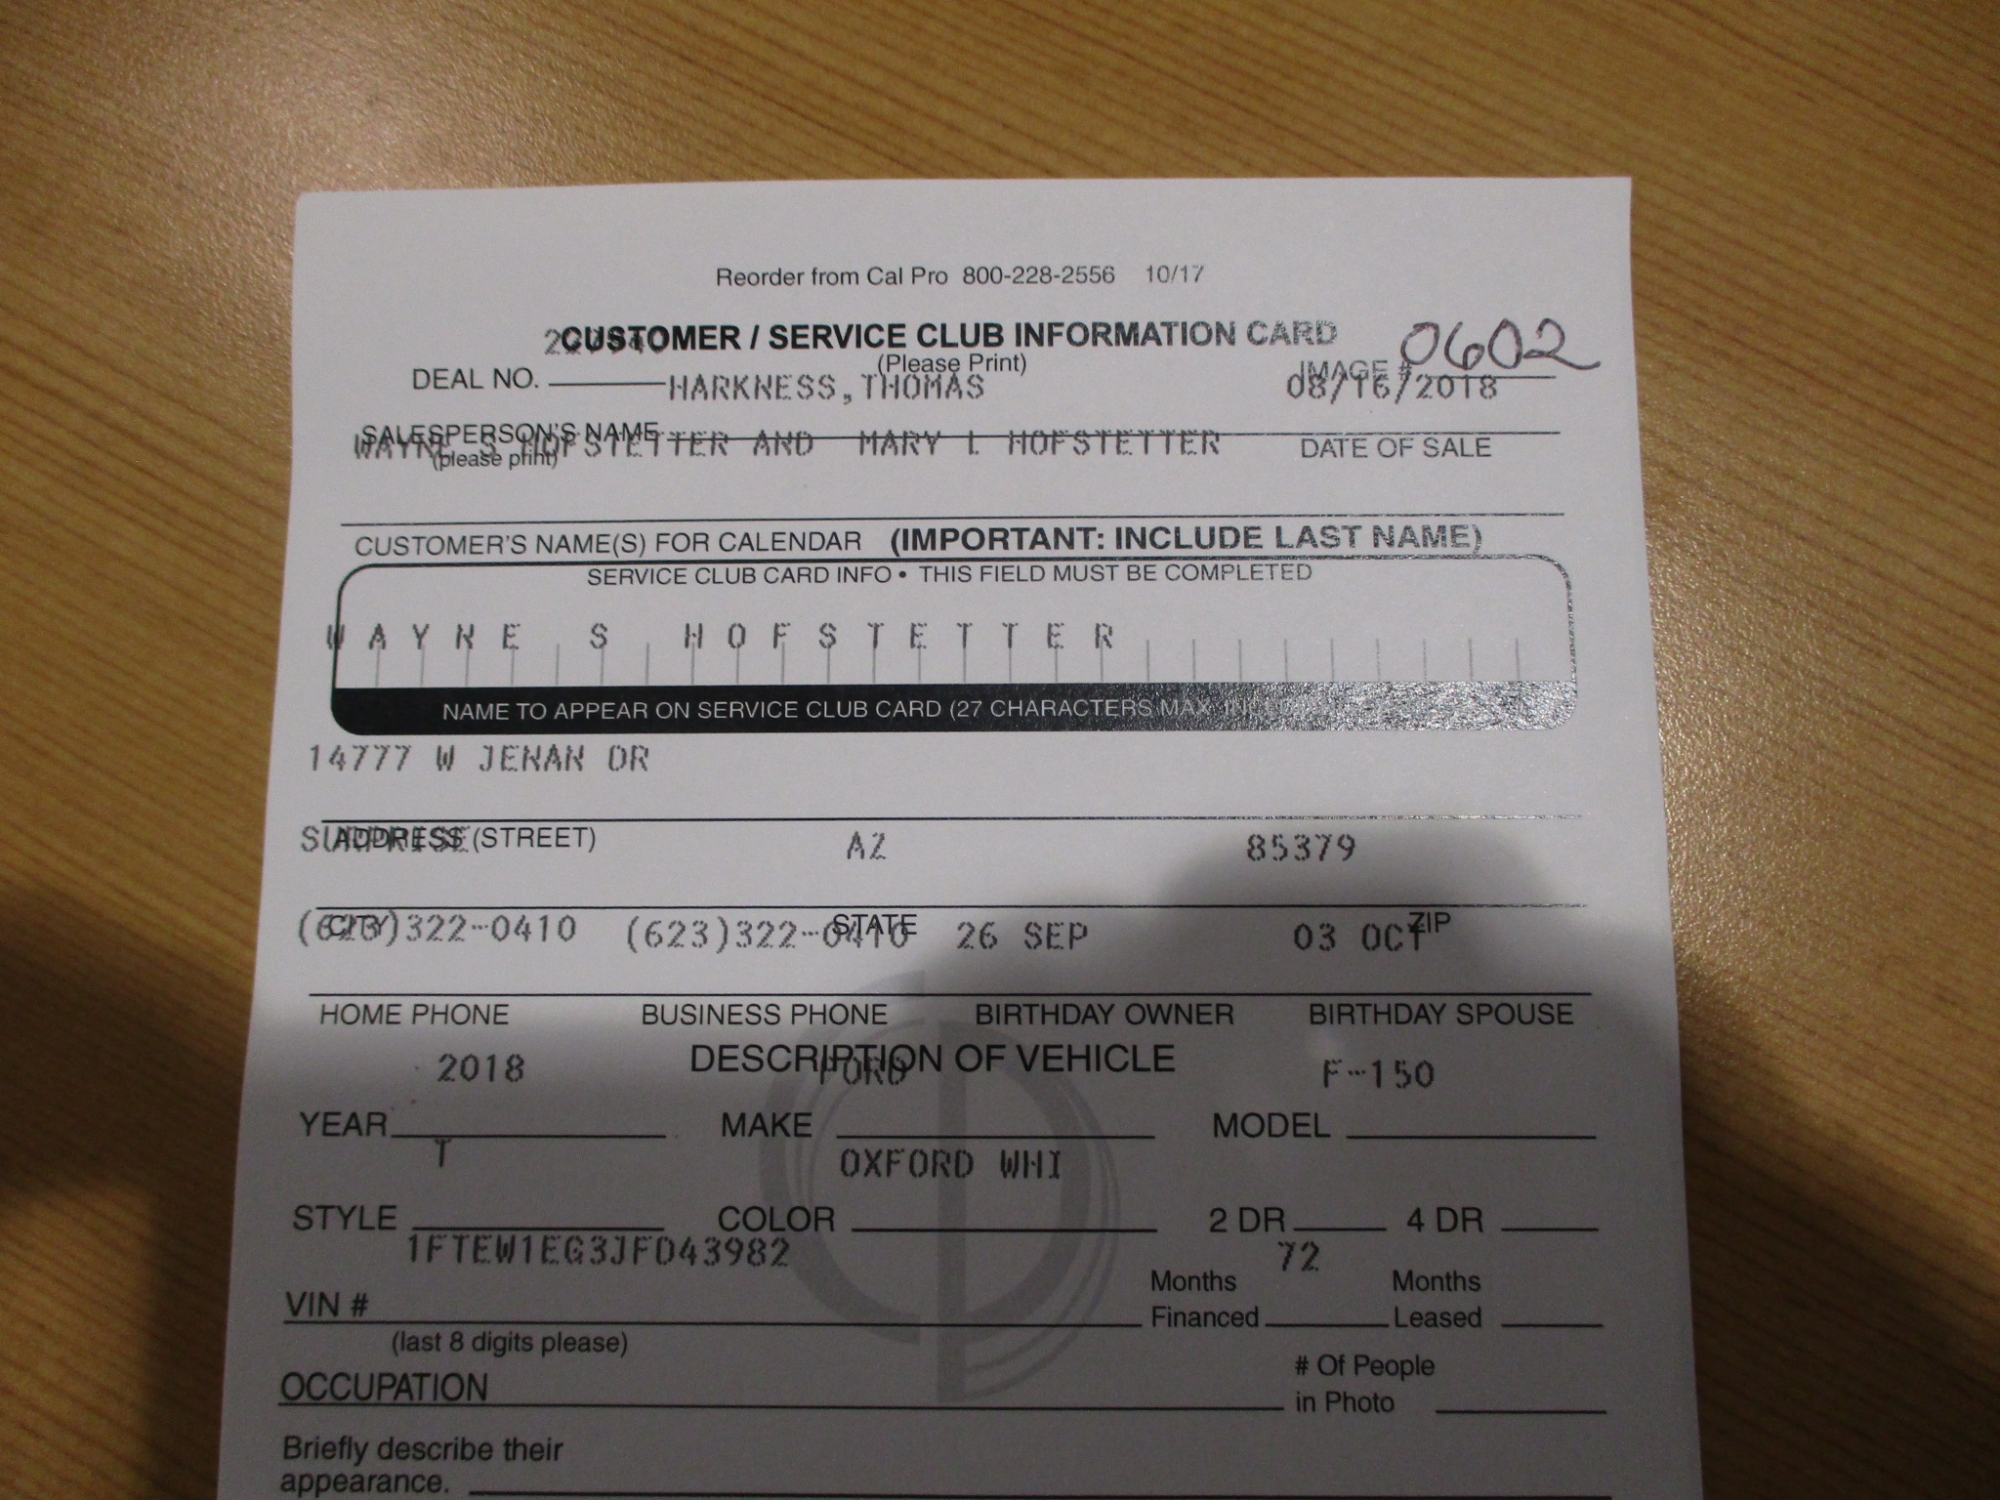 Reorder from Cal Pro 800-228-2556 10/17
CUSTOMER / SERVICE CLUB INFORMATION CARD
(Please Print)
0602
DEAL NO. HARKNESS,THOMAS
IMAGE #
08/16/2018
SALESPERSON'S NAME
(please print)
WAYNE S HOFSTETTER AND MARY L HOFSTETTER
DATE OF SALE
CUSTOMER'S NAME(S) FOR CALENDAR (IMPORTANT: INCLUDE LAST NAME)
SERVICE CLUB CARD INFO • THIS FIELD MUST BE COMPLETED
WAYNE S HOFSTETTER
NAME TO APPEAR ON SERVICE CLUB CARD (27 CHARACTERS MAX.
14777 W JENAN DR
ADDRESS (STREET)
SURPRISE AZ 85379
CITY STATE ZIP
(623)322-0410 (623)322-0410 26 SEP 03 OCT
HOME PHONE BUSINESS PHONE BIRTHDAY OWNER BIRTHDAY SPOUSE
DESCRIPTION OF VEHICLE
2018 FORD F-150
YEAR MAKE MODEL
T OXFORD WHI
STYLE COLOR 2 DR 4 DR
1FTEW1EG3JFD43982 72
VIN # Months Financed Months Leased
(last 8 digits please)
OCCUPATION # Of People in Photo
Briefly describe their
appearance.